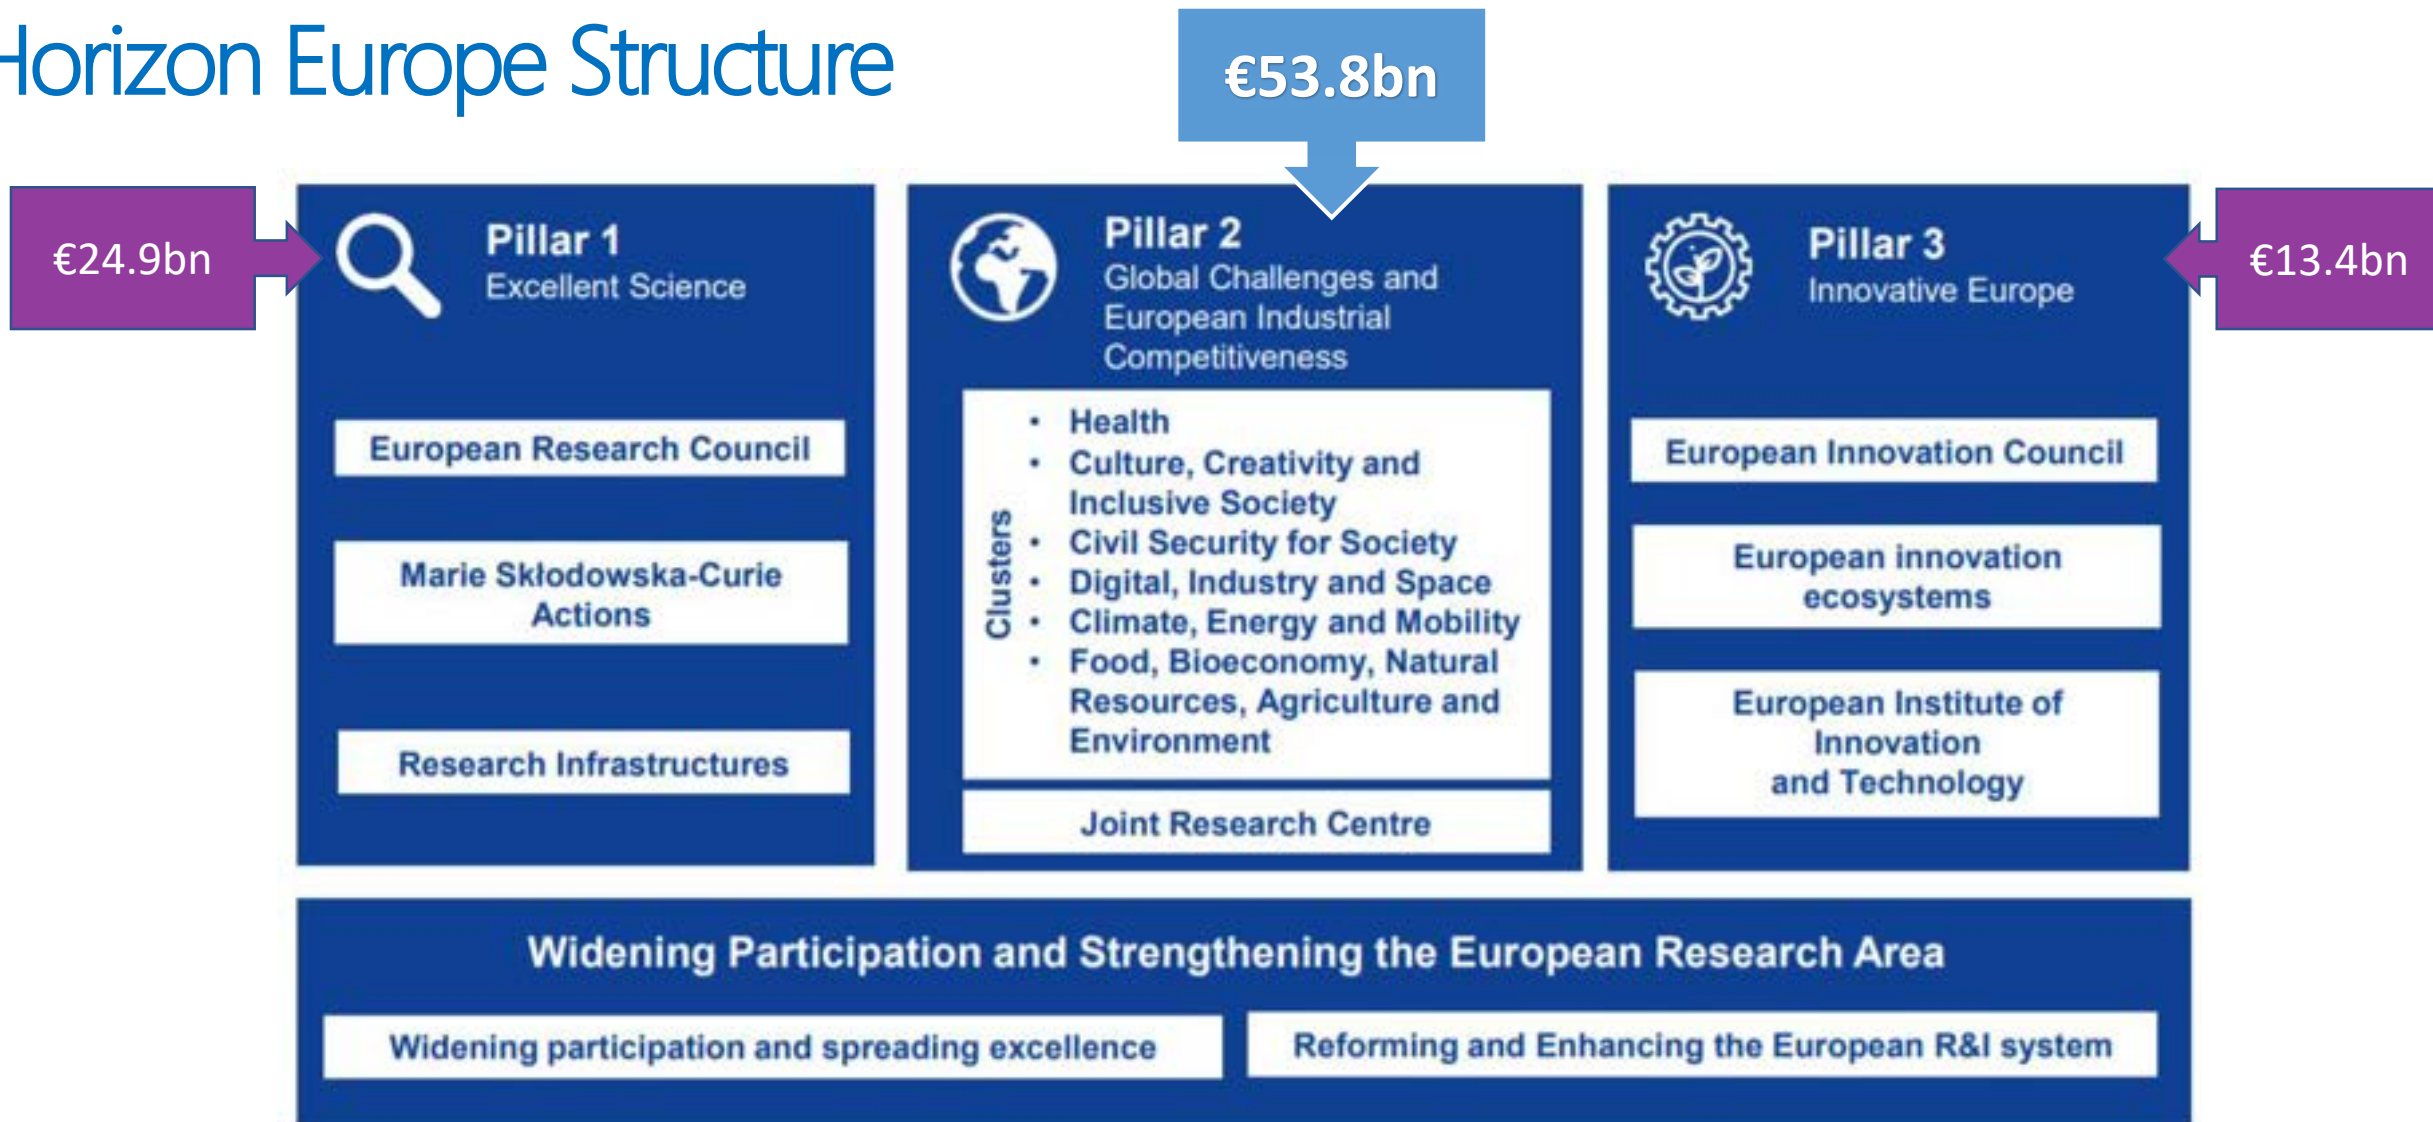 Horizon Europe Structure
€53.8bn
€24.9bn
Pillar 1
Excellent Science
European Research Council
Marie Skłodowska-Curie
Actions
Research Infrastructures
Pillar 2
Global Challenges and
European Industrial
Competitiveness
Clusters
• Health
• Culture, Creativity and
Inclusive Society
• Civil Security for Society
• Digital, Industry and Space
• Climate, Energy and Mobility
• Food, Bioeconomy, Natural
Resources, Agriculture and
Environment
Joint Research Centre
Pillar 3
Innovative Europe
€13.4bn
European Innovation Council
European innovation
ecosystems
European Institute of
Innovation
and Technology
Widening Participation and Strengthening the European Research Area
Widening participation and spreading excellence
Reforming and Enhancing the European R&I system